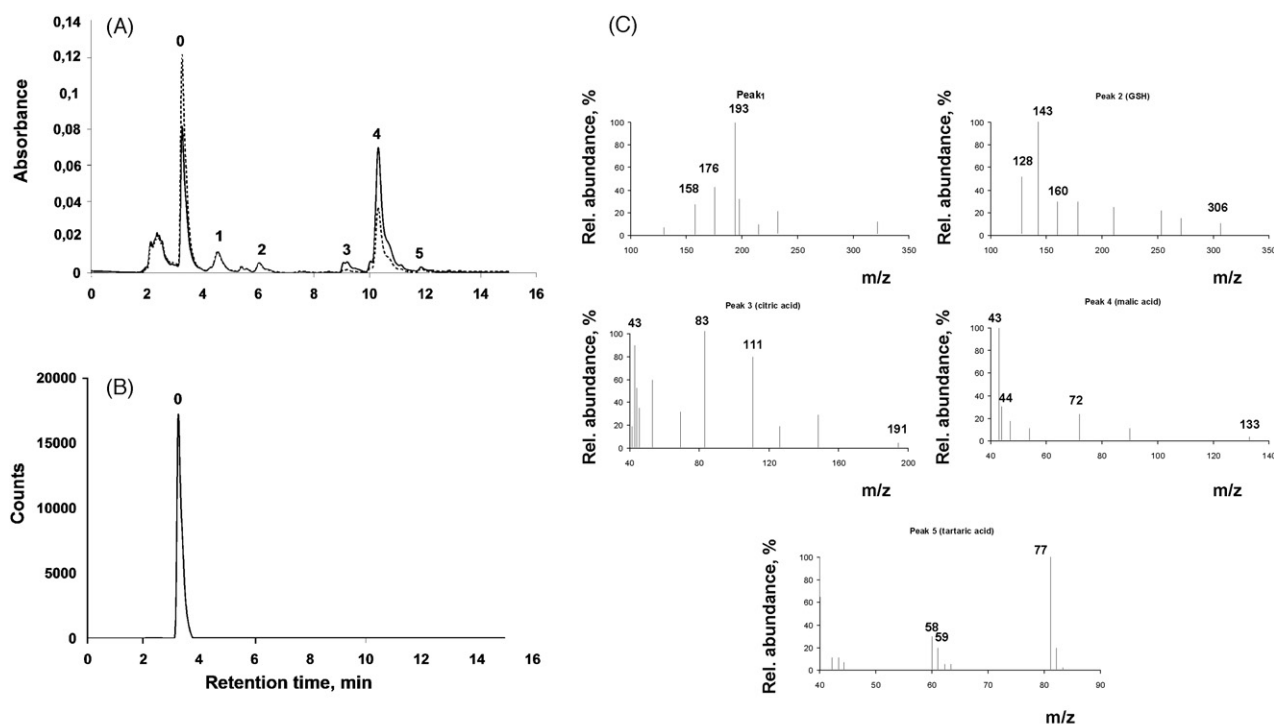 (A)
0,14
0,12
0,1
0,08
0,06
0,04
0,02
0
Absorbance
0
1
2
3
4
5
0 2 4 6 8 10 12 14 16
(B)
20000
15000
10000
5000
0
Counts
0
0 2 4 6 8 10 12 14 16
Retention time, min
(C)
Peak1
Rel. abundance, %
100
80
60
40
20
0
193
176
158
100 150 200 250 300 350
m/z
Peak 2 (GSH)
Rel. abundance, %
100
80
60
40
20
0
143
128
160
306
100 150 200 250 300 350
m/z
Peak 3 (citric acid)
Rel. abundance, %
100
80
60
40
20
0
43
83
111
191
40 80 120 160 200
m/z
Peak 4 (malic acid)
Rel. abundance, %
100
80
60
40
20
0
43
44
72
133
40 60 80 100 120 140
m/z
Peak 5 (tartaric acid)
Rel. abundance, %
100
80
60
40
20
0
77
58
59
40 50 60 70 80 90
m/z